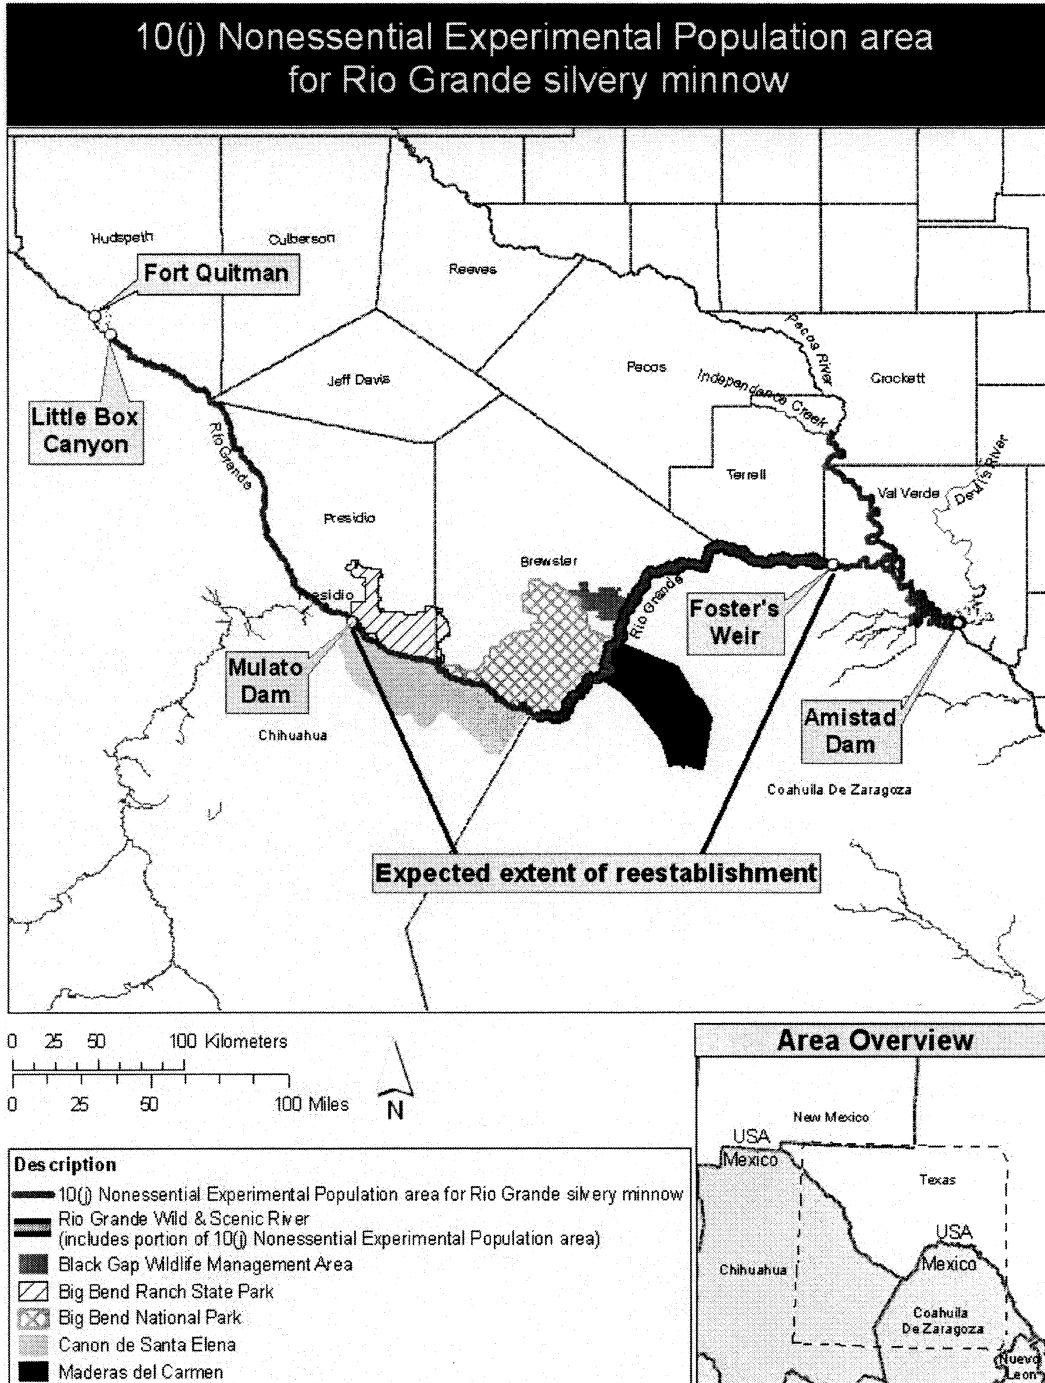 10(j) Nonessential Experimental Population area
for Rio Grande silvery minnow
Hudspeth
Culberson
Fort Quitman
Reeves
Pecos River
Pecos
Independence Creek
Crockett
Jeff Davis
Little Box
Canyon
Rio Grande
Terrell
Val Verde
Devil's River
Presidio
Brewster
Presidio
Rio Grande
Foster's
Weir
Mulato
Dam
Chihuahua
Amistad
Dam
Coahuila De Zaragoza
Expected extent of reestablishment
0 25 50 100 Kilometers
0 25 50 100 Miles
N
Area Overview
New Mexico
USA
Mexico
Texas
USA
Mexico
Chihuahua
Coahuila
De Zaragoza
Nuevo
Leon
Description
10(j) Nonessential Experimental Population area for Rio Grande silvery minnow
Rio Grande Wild & Scenic River
(includes portion of 10(j) Nonessential Experimental Population area)
Black Gap Wildlife Management Area
Big Bend Ranch State Park
Big Bend National Park
Canon de Santa Elena
Maderas del Carmen